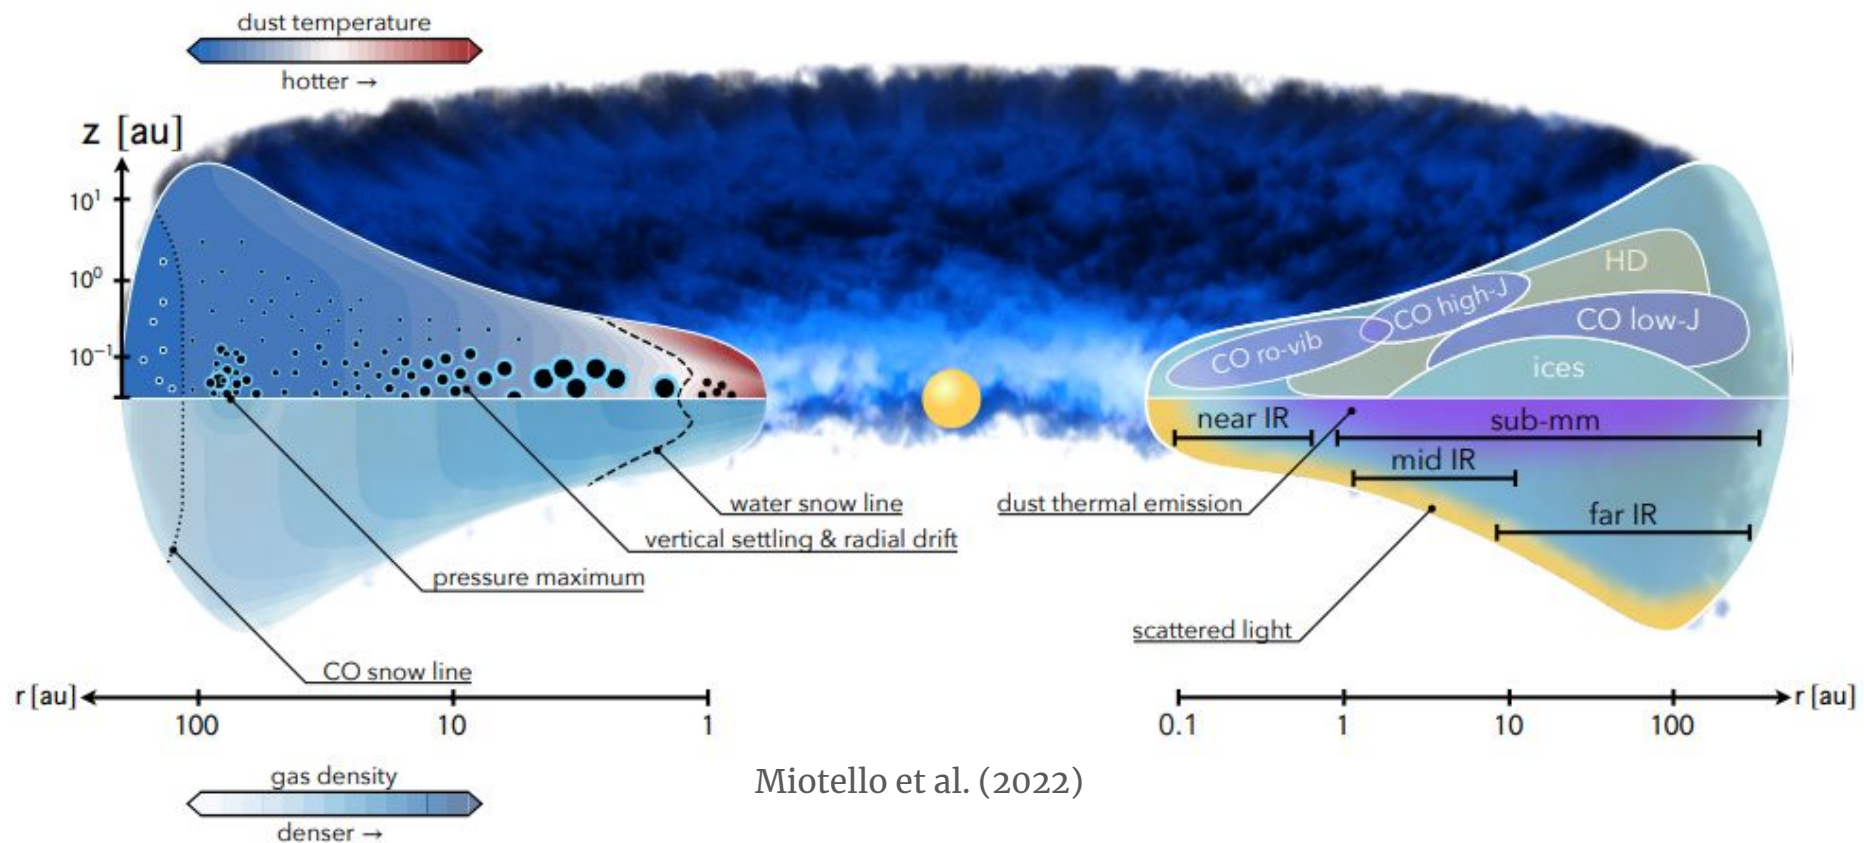 dust temperature
hotter →
z [au]
10¹
10⁰
10⁻¹
HD
CO high-J
CO ro-vib
CO low-J
ices
near IR
sub-mm
mid IR
far IR
water snow line
dust thermal emission
vertical settling & radial drift
pressure maximum
scattered light
CO snow line
r [au]
100
10
1
0.1
1
10
100
r [au]
gas density
denser →
Miotello et al. (2022)